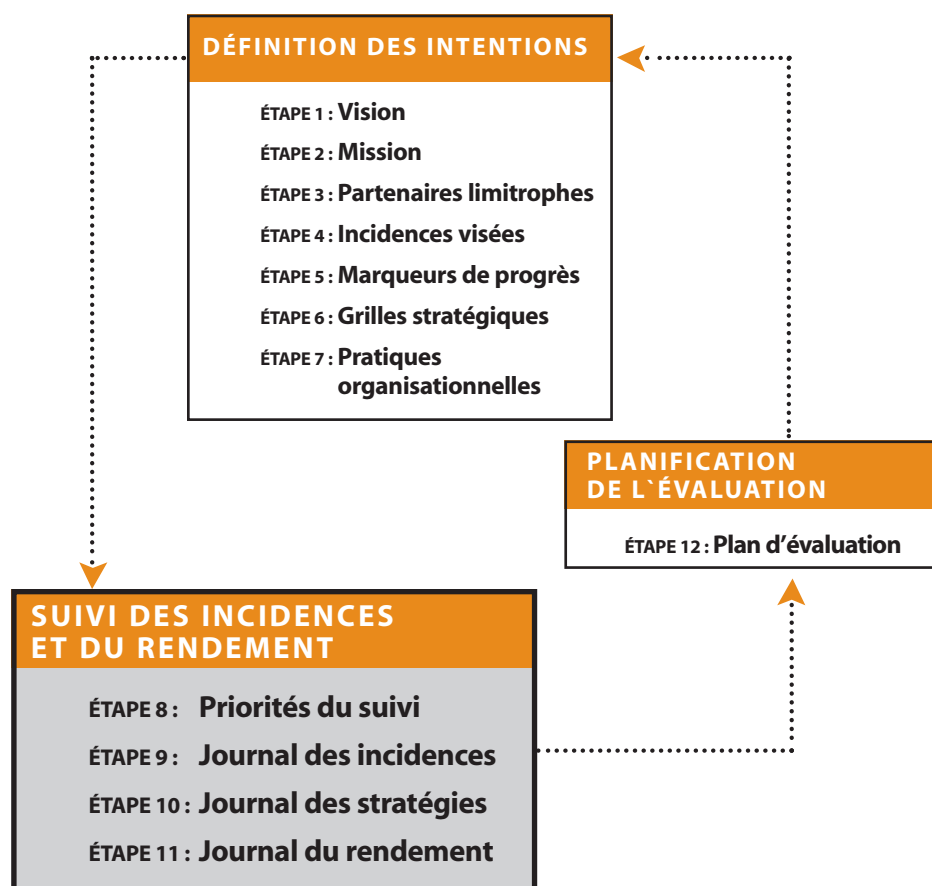 DÉFINITION DES INTENTIONS
ÉTAPE 1 : Vision
ÉTAPE 2 : Mission
ÉTAPE 3 : Partenaires limitrophes
ÉTAPE 4 : Incidences visées
ÉTAPE 5 : Marqueurs de progrès
ÉTAPE 6 : Grilles stratégiques
ÉTAPE 7 : Pratiques
organisationnelles
PLANIFICATION
DE L`ÉVALUATION
ÉTAPE 12 : Plan d’évaluation
SUIVI DES INCIDENCES
ET DU RENDEMENT
ÉTAPE 8 : Priorités du suivi
ÉTAPE 9 : Journal des incidences
ÉTAPE 10 : Journal des stratégies
ÉTAPE 11 : Journal du rendement